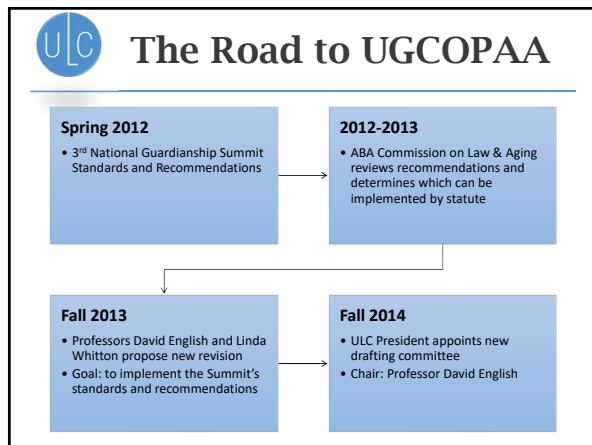 ULC
The Road to UGCOPAA
Spring 2012
• 3rd National Guardianship Summit
Standards and Recommendations
2012-2013
• ABA Commission on Law & Aging
reviews recommendations and
determines which can be
implemented by statute
Fall 2013
• Professors David English and Linda
Whitton propose new revision
• Goal: to implement the Summit's
standards and recommendations
Fall 2014
• ULC President appoints new
drafting committee
• Chair: Professor David English